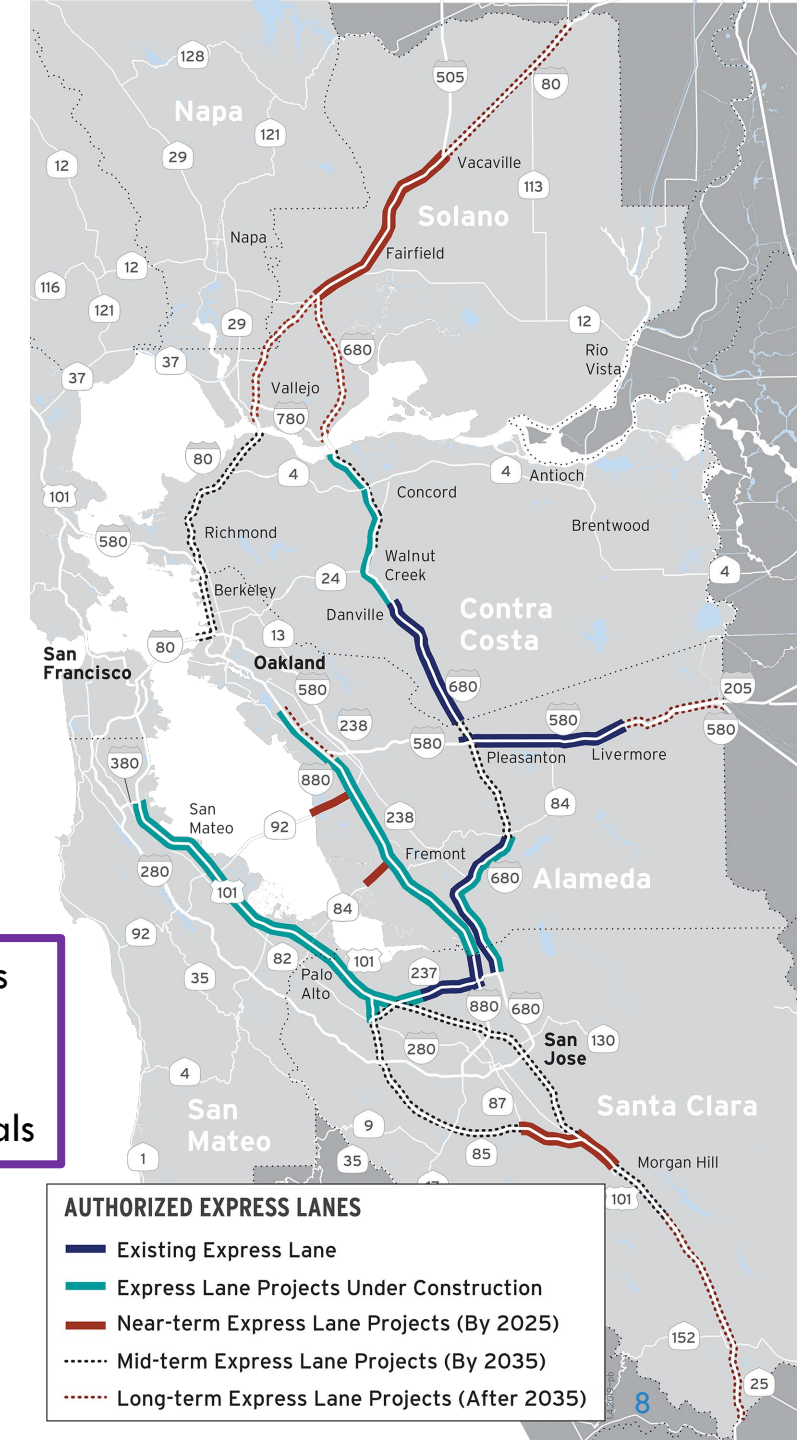 128
505
80
Napa
121
12
29
Vacaville
113
Solano
Napa
Fairfield
12
116
121
29
12
37
37
680
Rio
Vista
Vallejo
780
80
4
4
Antioch
101
Concord
Richmond
Brentwood
580
Walnut
Creek
24
4
Berkeley
Danville
Contra
Costa
13
80
San
Francisco
Oakland
580
680
205
238
580
580
580
Pleasanton
Livermore
380
880
San
Mateo
92
238
84
Fremont
280
680
Alameda
101
84
92
82
101
237
35
Palo
Alto
s
880
680
San
Jose
130
280
4
87
Santa Clara
San
Mateo
als
9
85
1
35
Morgan Hill
101
AUTHORIZED EXPRESS LANES
Existing Express Lane
Express Lane Projects Under Construction
Near-term Express Lane Projects (By 2025)
Mid-term Express Lane Projects (By 2035)
Long-term Express Lane Projects (After 2035)
152
25
8